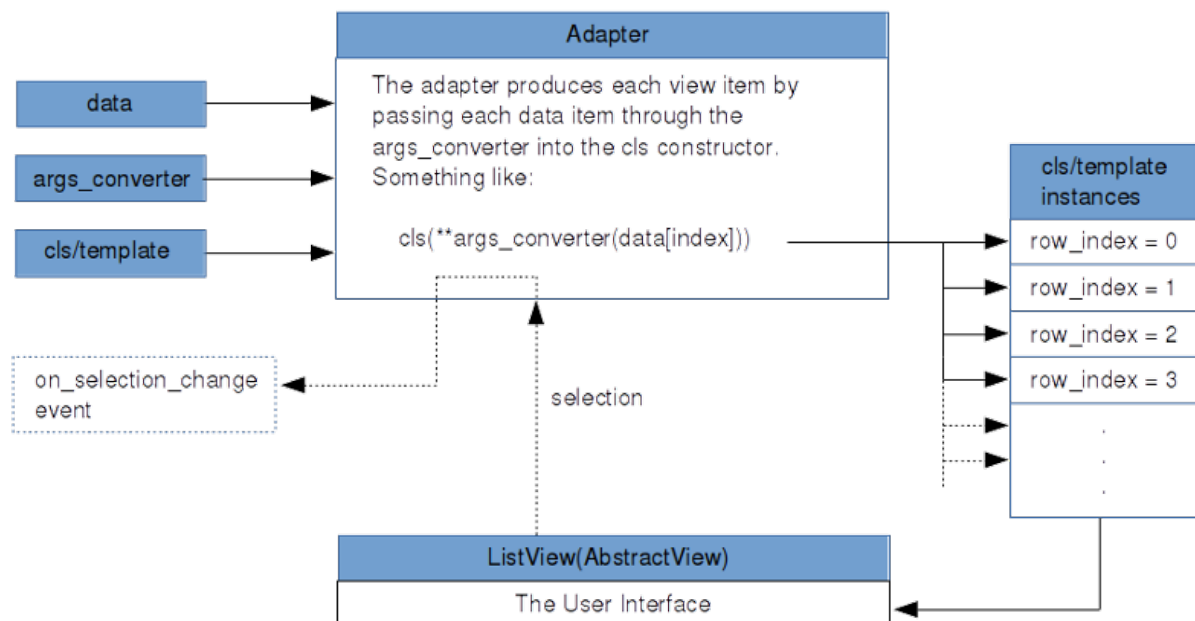 Adapter
The adapter produces each view item by
passing each data item through the
args_converter into the cls constructor.
Something like:
cls(**args_converter(data[index]))
data
args_converter
cls/template
on_selection_change
event
selection
cls/template
instances
row_index = 0
row_index = 1
row_index = 2
row_index = 3
.
.
.
ListView(AbstractView)
The User Interface